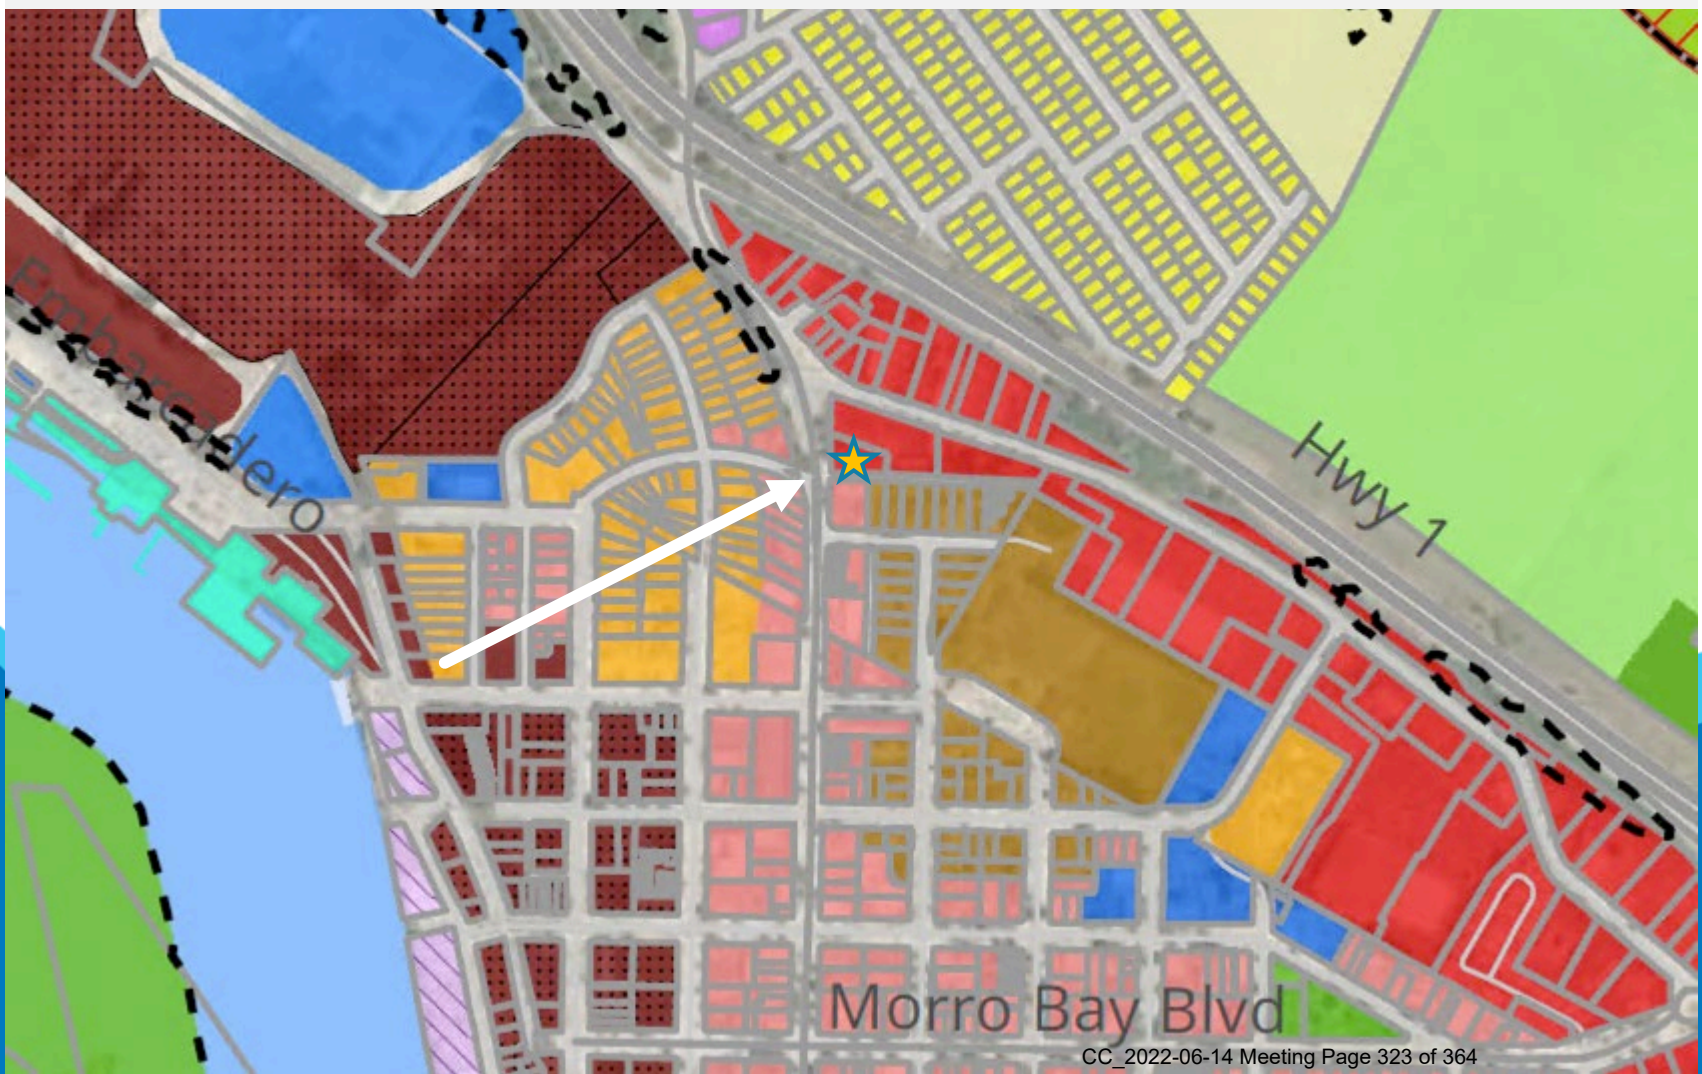 Embarcadero
Hwy 1
Morro Bay Blvd
CC_2022-06-14 Meeting Page 323 of 364